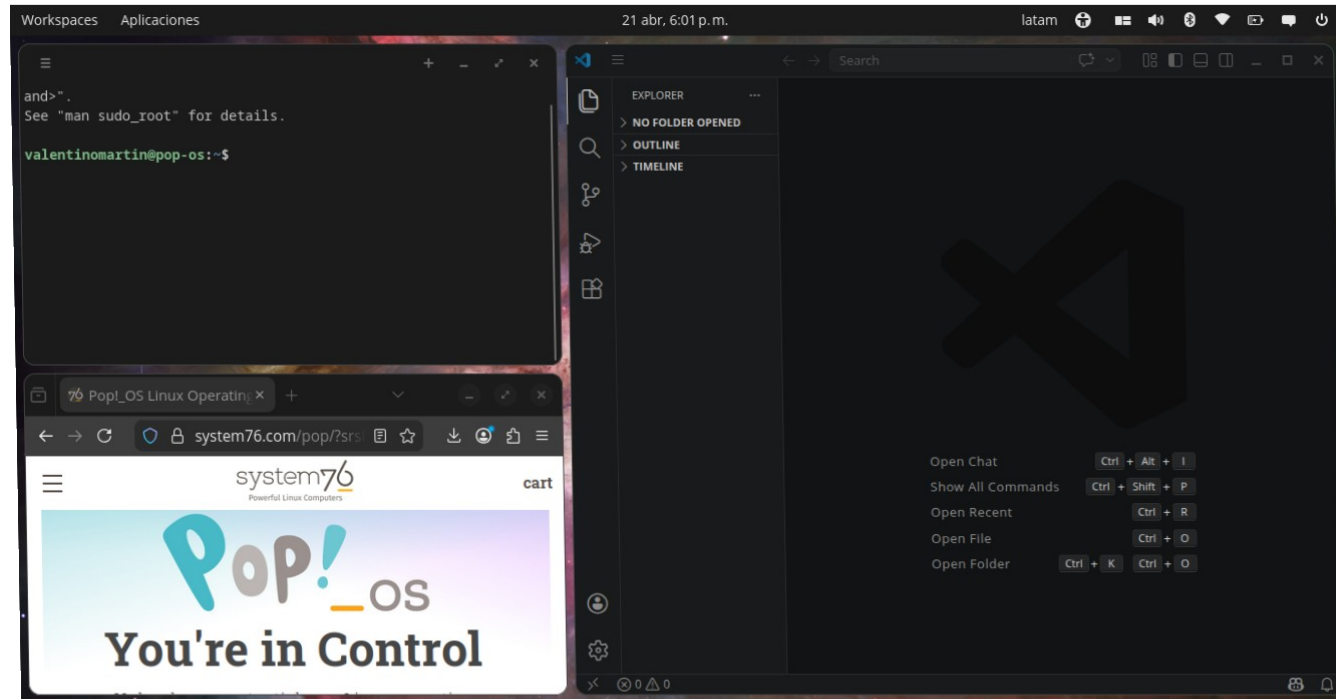 Workspaces Aplicaciones 21 abr, 6:01 p. m. latam
and>".
See "man sudo_root" for details.
valentinomartin@pop-os:~$
76 Pop!_OS Linux Operating
system76.com/pop/?srs
system76
Powerful Linux Computers
cart
Pop!_OS
You're in Control
Search
EXPLORER
NO FOLDER OPENED
OUTLINE
TIMELINE
Open Chat Ctrl + Alt + I
Show All Commands Ctrl + Shift + P
Open Recent Ctrl + R
Open File Ctrl + O
Open Folder Ctrl + K Ctrl + O
0 0